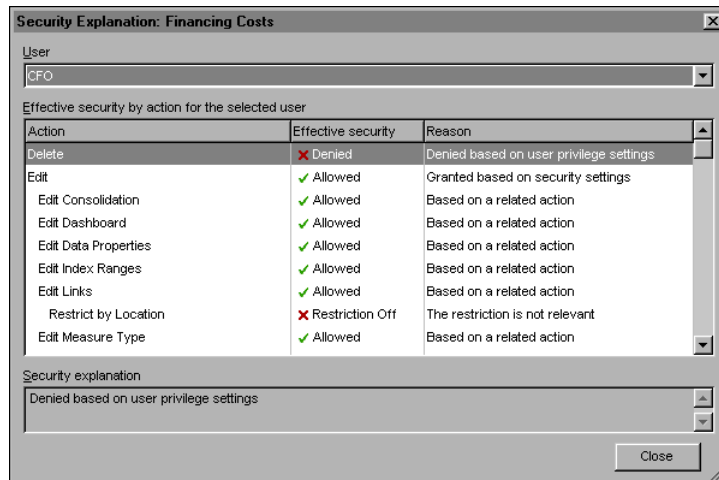 Security Explanation: Financing Costs
User
CFO
Effective security by action for the selected user
Action Effective security Reason
Delete Denied Denied based on user privilege settings
Edit Allowed Granted based on security settings
Edit Consolidation Allowed Based on a related action
Edit Dashboard Allowed Based on a related action
Edit Data Properties Allowed Based on a related action
Edit Index Ranges Allowed Based on a related action
Edit Links Allowed Based on a related action
Restrict by Location Restriction Off The restriction is not relevant
Edit Measure Type Allowed Based on a related action
Security explanation
Denied based on user privilege settings
Close